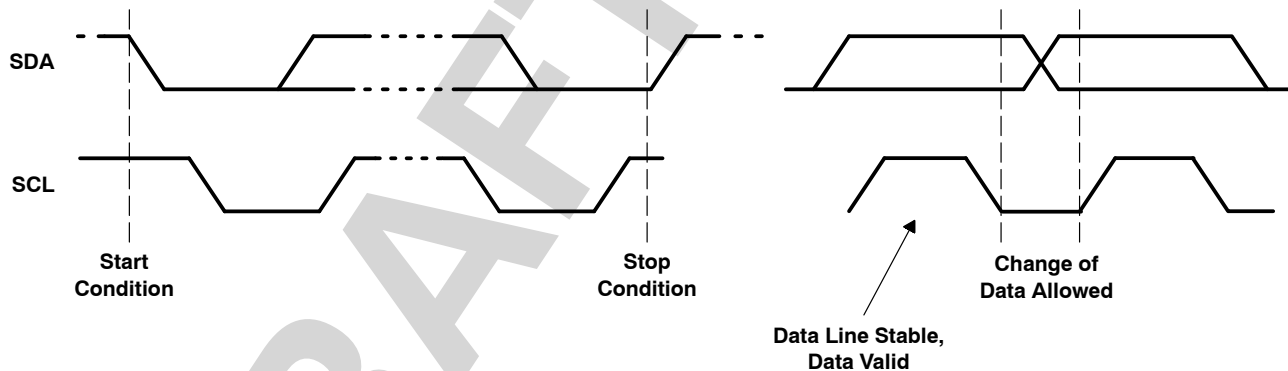 SDA
SCL
Start
Condition
Stop
Condition
Change of
Data Allowed
Data Line Stable,
Data Valid